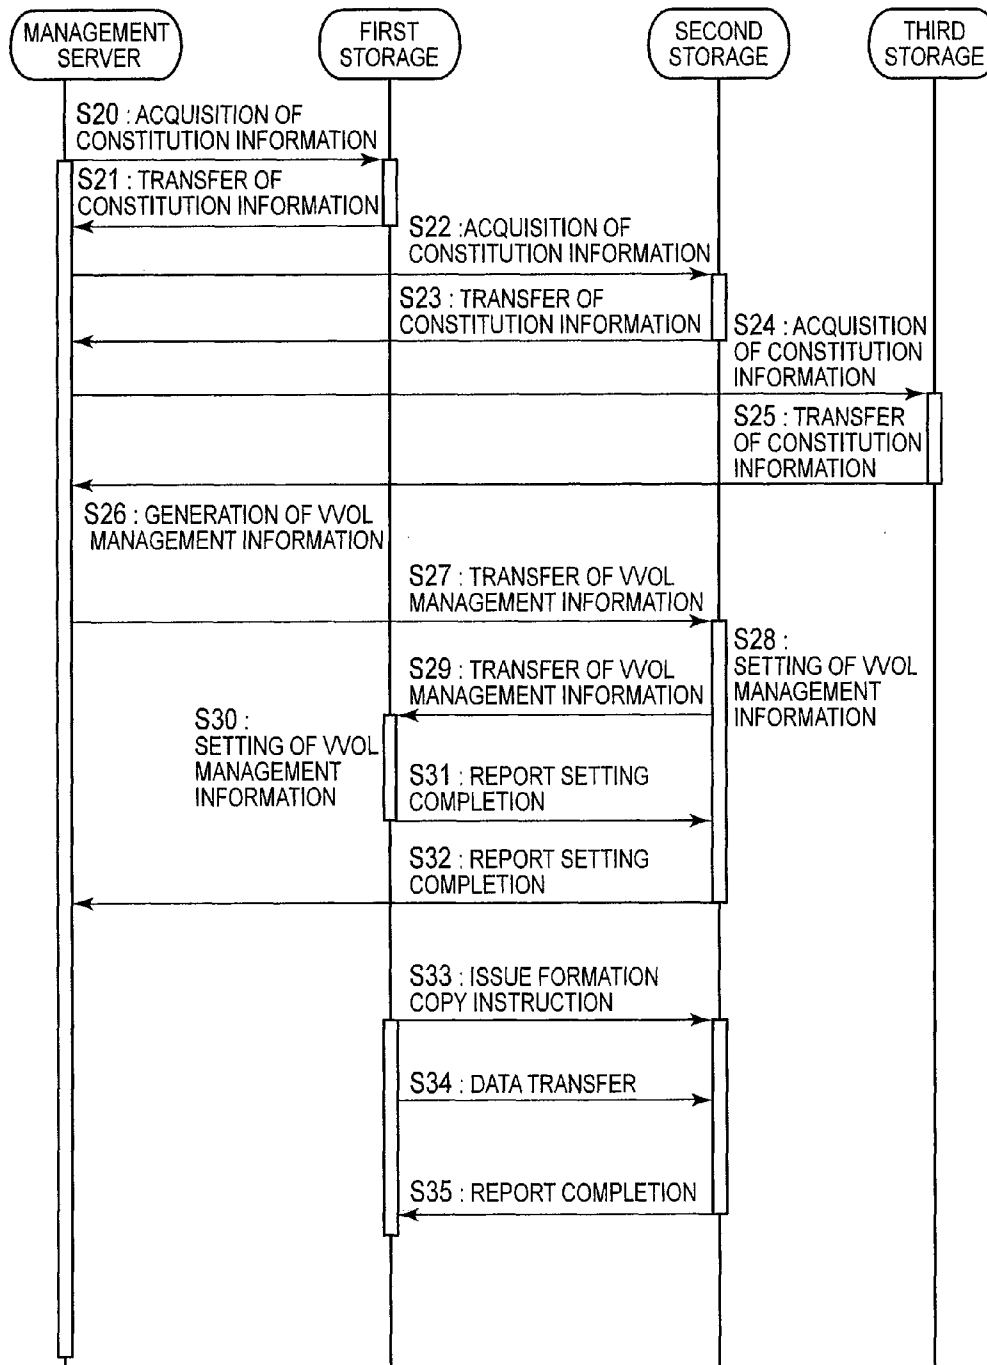 MANAGEMENT
SERVER
FIRST
STORAGE
SECOND
STORAGE
THIRD
STORAGE
S20 : ACQUISITION OF
CONSTITUTION INFORMATION
S21 : TRANSFER OF
CONSTITUTION INFORMATION
S22 :ACQUISITION OF
CONSTITUTION INFORMATION
S23 : TRANSFER OF
CONSTITUTION INFORMATION
S24 : ACQUISITION
OF CONSTITUTION
INFORMATION
S25 : TRANSFER
OF CONSTITUTION
INFORMATION
S26 : GENERATION OF VVOL
MANAGEMENT INFORMATION
S27 : TRANSFER OF VVOL
MANAGEMENT INFORMATION
S28 :
SETTING OF VVOL
MANAGEMENT
INFORMATION
S29 : TRANSFER OF VVOL
MANAGEMENT INFORMATION
S30 :
SETTING OF VVOL
MANAGEMENT
INFORMATION
S31 : REPORT SETTING
COMPLETION
S32 : REPORT SETTING
COMPLETION
S33 : ISSUE FORMATION
COPY INSTRUCTION
S34 : DATA TRANSFER
S35 : REPORT COMPLETION